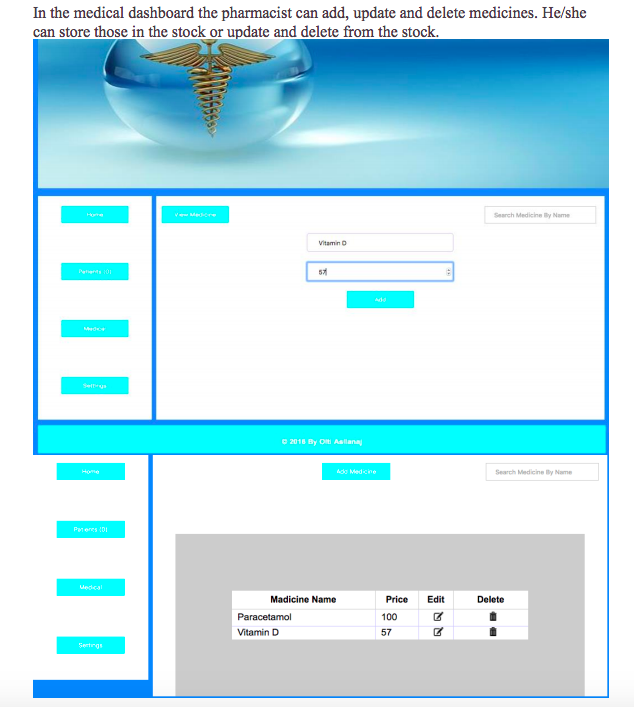 In the medical dashboard the pharmacist can add, update and delete medicines. He/she
can store those in the stock or update and delete from the stock.
Home
View Medicine
Search Medicine By Name
Vitamin D
Patients (0)
57
Add
Medical
Settings
© 2018 By
Home
Add Medicine
Search Medicine By Name
Patients (0)
Medical
Madicine Name Price Edit Delete
Paracetamol 100
Vitamin D 57
Settings